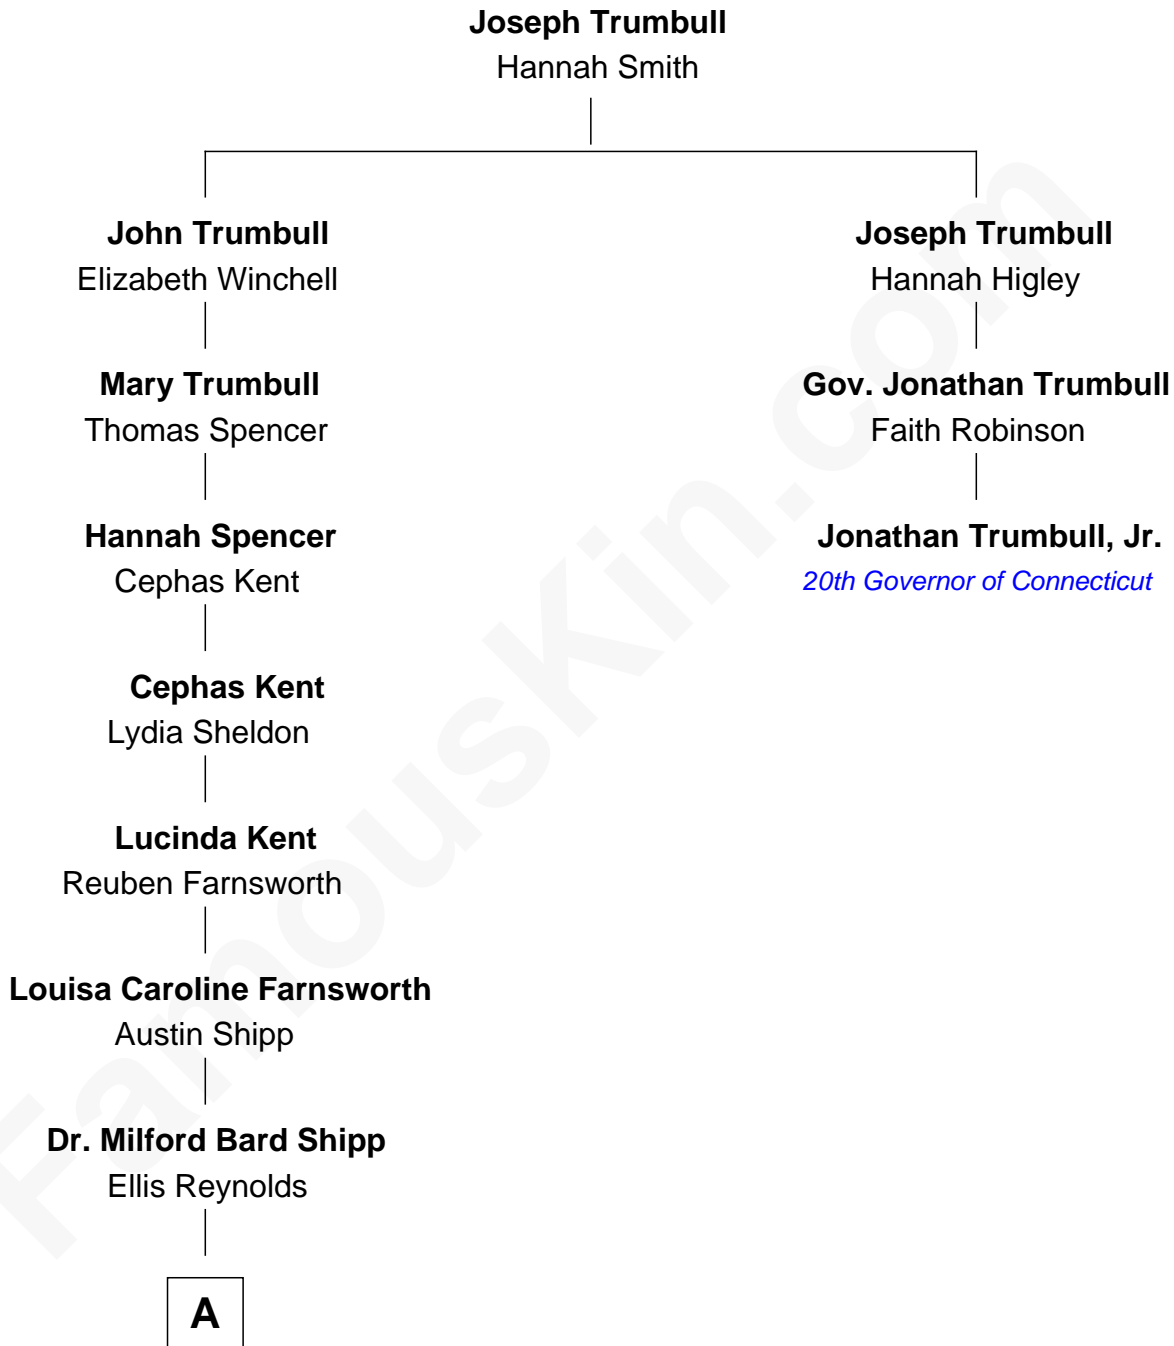 Joseph Trumbull
Hannah Smith
John Trumbull
Elizabeth Winchell
Joseph Trumbull
Hannah Higley
Mary Trumbull
Thomas Spencer
Gov. Jonathan Trumbull
Faith Robinson
Hannah Spencer
Cephas Kent
Jonathan Trumbull, Jr.
20th Governor of Connecticut
Cephas Kent
Lydia Sheldon
Lucinda Kent
Reuben Farnsworth
Louisa Caroline Farnsworth
Austin Shipp
Dr. Milford Bard Shipp
Ellis Reynolds
A
FamousKin.com